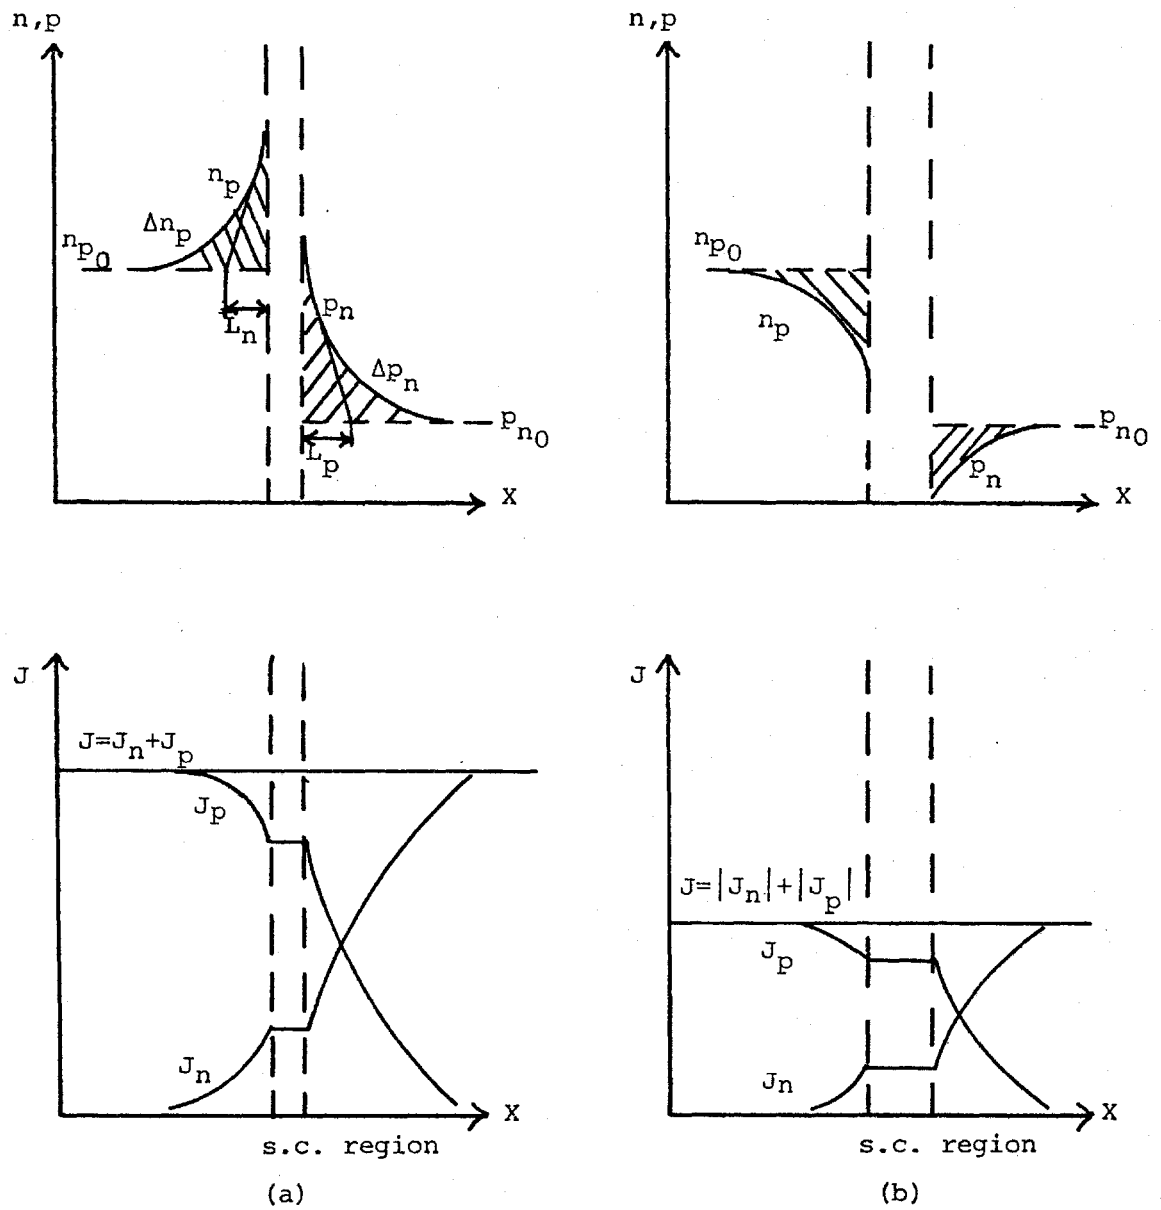 n,p
n_p
Δn_p
n_p0
L_n
p_n
Δp_n
p_n0
L_p
X
n,p
n_p0
n_p
p_n0
p_n
X
J
J=J_n+J_p
J_p
J_n
X
s.c. region
(a)
J
J=|J_n|+|J_p|
J_p
J_n
X
s.c. region
(b)